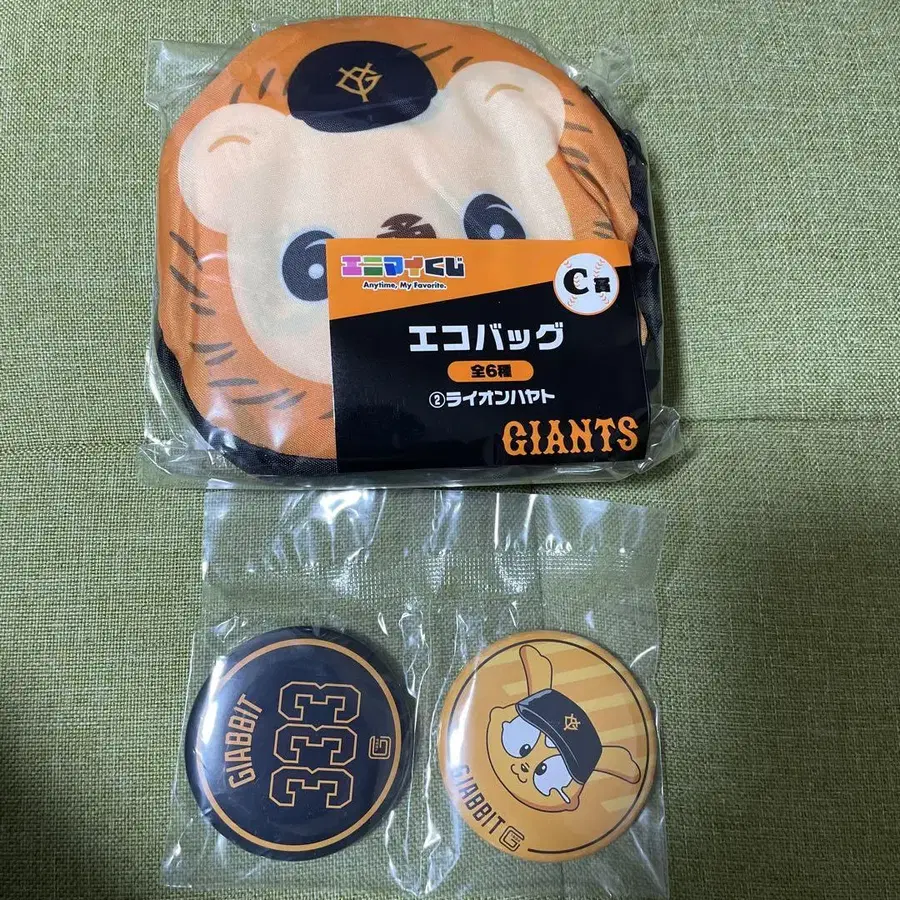 エニマイくじ
Anytime, My Favorite.
C賞
エコバッグ
全6種
②ライオンハヤト
GIANTS
GIABBIT
333
G
GIABBIT G